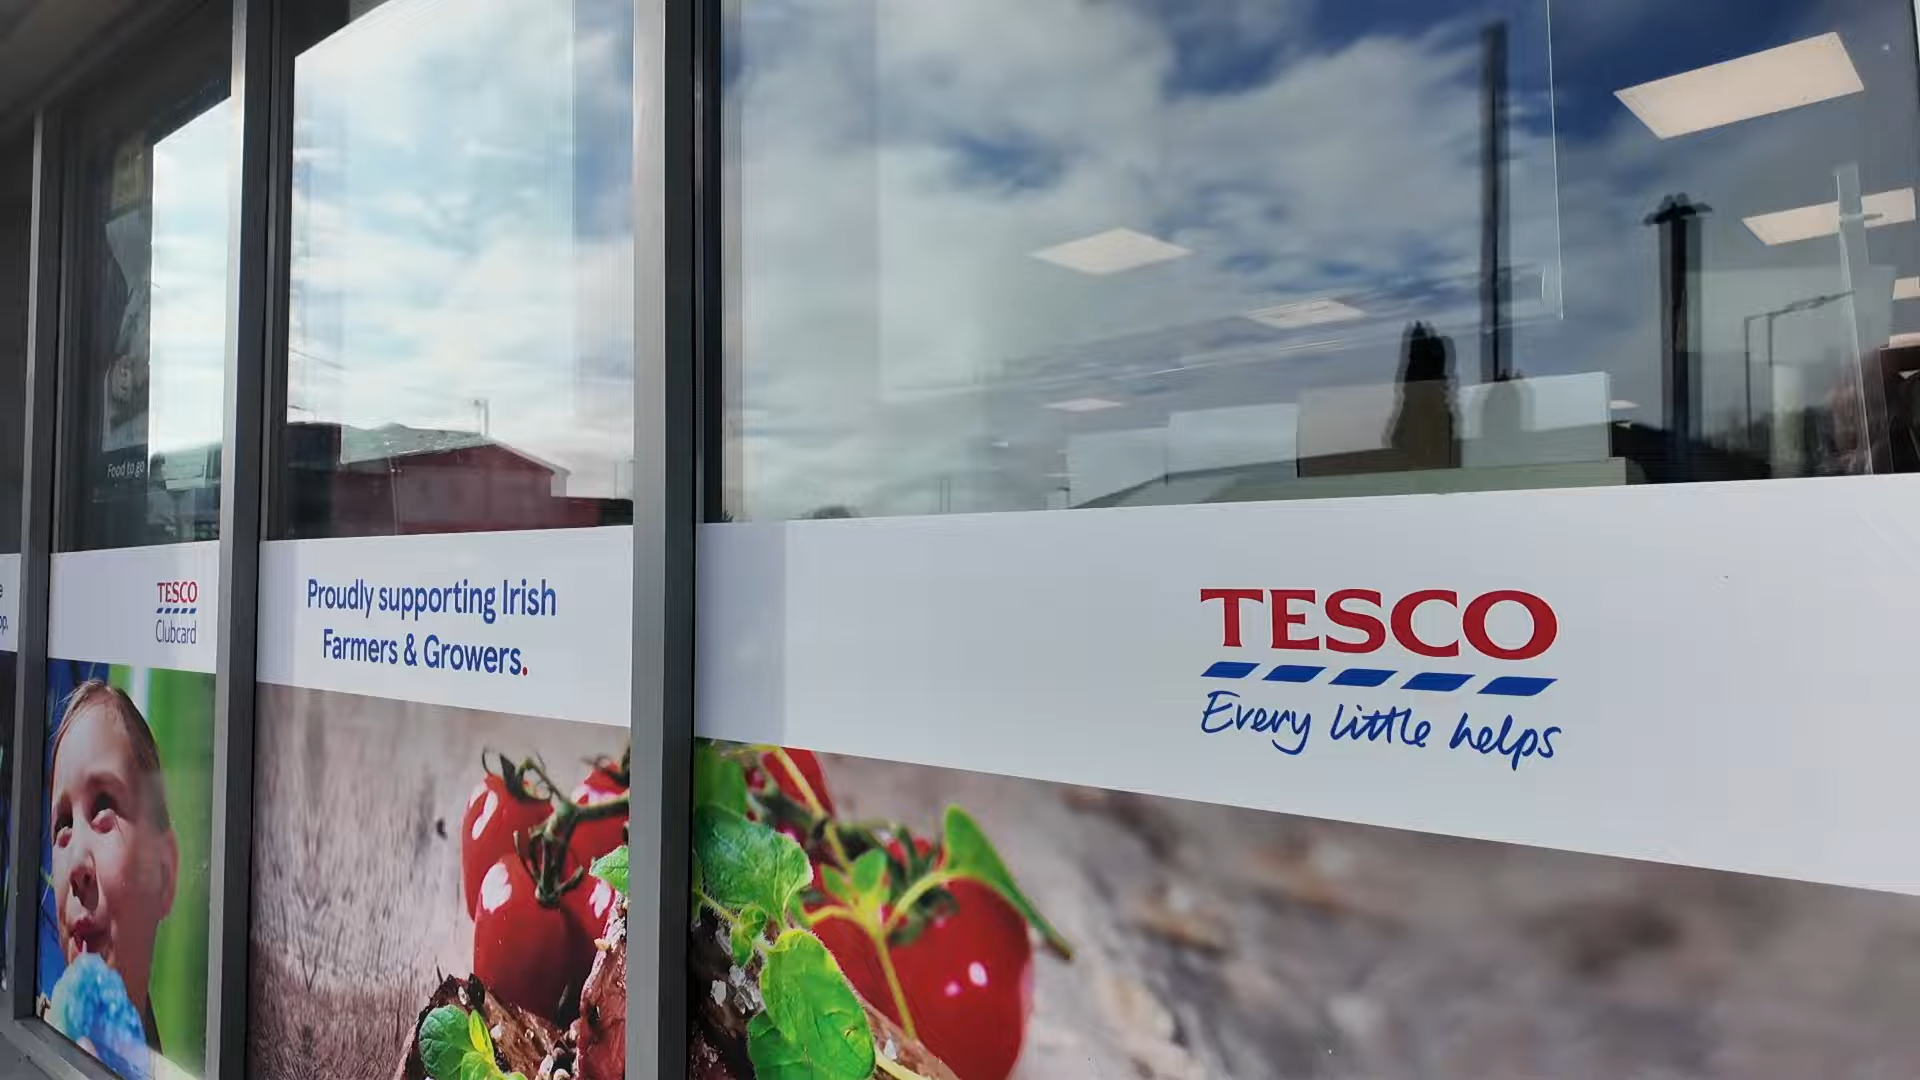 Food to go
TESCO
Clubcard
Proudly supporting Irish
Farmers & Growers.
TESCO
Every little helps